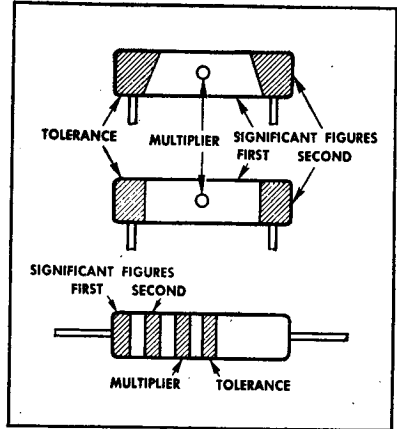 TOLERANCE
MULTIPLIER
SIGNIFICANT FIGURES
FIRST SECOND
SIGNIFICANT FIGURES
FIRST SECOND
MULTIPLIER TOLERANCE